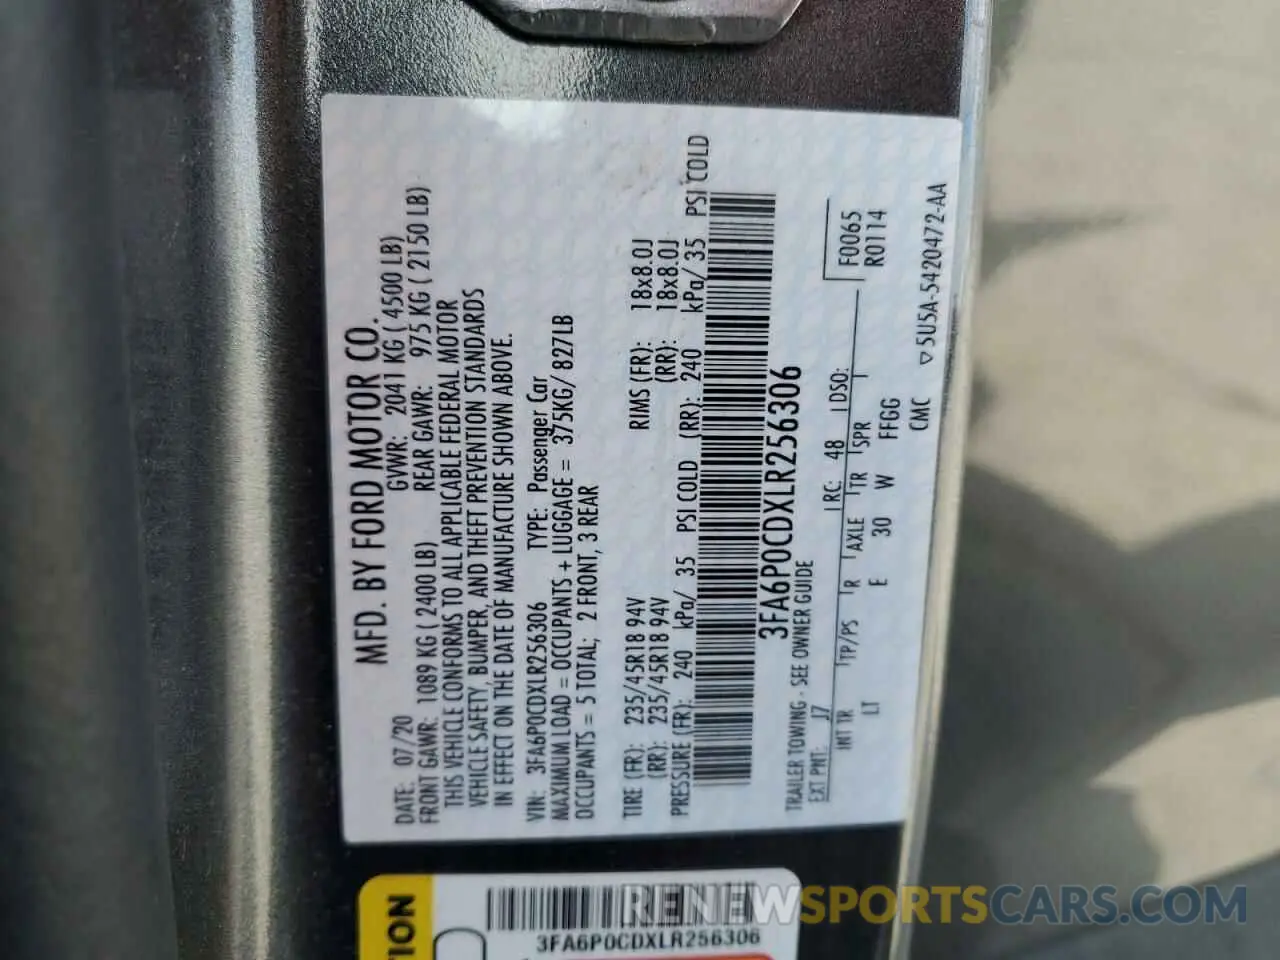 MFD. BY FORD MOTOR CO.
DATE: 07/20 GVWR: 2041 KG ( 4500 LB)
FRONT GAWR: 1089 KG ( 2400 LB) REAR GAWR: 975 KG ( 2150 LB)
THIS VEHICLE CONFORMS TO ALL APPLICABLE FEDERAL MOTOR
VEHICLE SAFETY, BUMPER, AND THEFT PREVENTION STANDARDS
IN EFFECT ON THE DATE OF MANUFACTURE SHOWN ABOVE.
VIN: 3FA6P0CDXLR256306 TYPE: Passenger Car
MAXIMUM LOAD = OCCUPANTS + LUGGAGE = 375KG/ 827LB
OCCUPANTS = 5 TOTAL; 2 FRONT, 3 REAR
TIRE (FR): 235/45R18 94V RIMS (FR): 18x8.0J
(RR): 235/45R18 94V (RR): 18x8.0J
PRESSURE (FR): 240 kPa/ 35 PSI COLD (RR): 240 kPa/ 35 PSI COLD
3FA6P0CDXLR256306
TRAILER TOWING - SEE OWNER GUIDE
EXT PNT: J7 RC: 48 DSO: F0065
INT TR TP/PS R AXLE TR SPR R0114
LT E 30 W FFGG
CMC ▽5U5A-5420472-AA
3FA6P0CDXLR256306
RENEWSPORTSCARS.COM